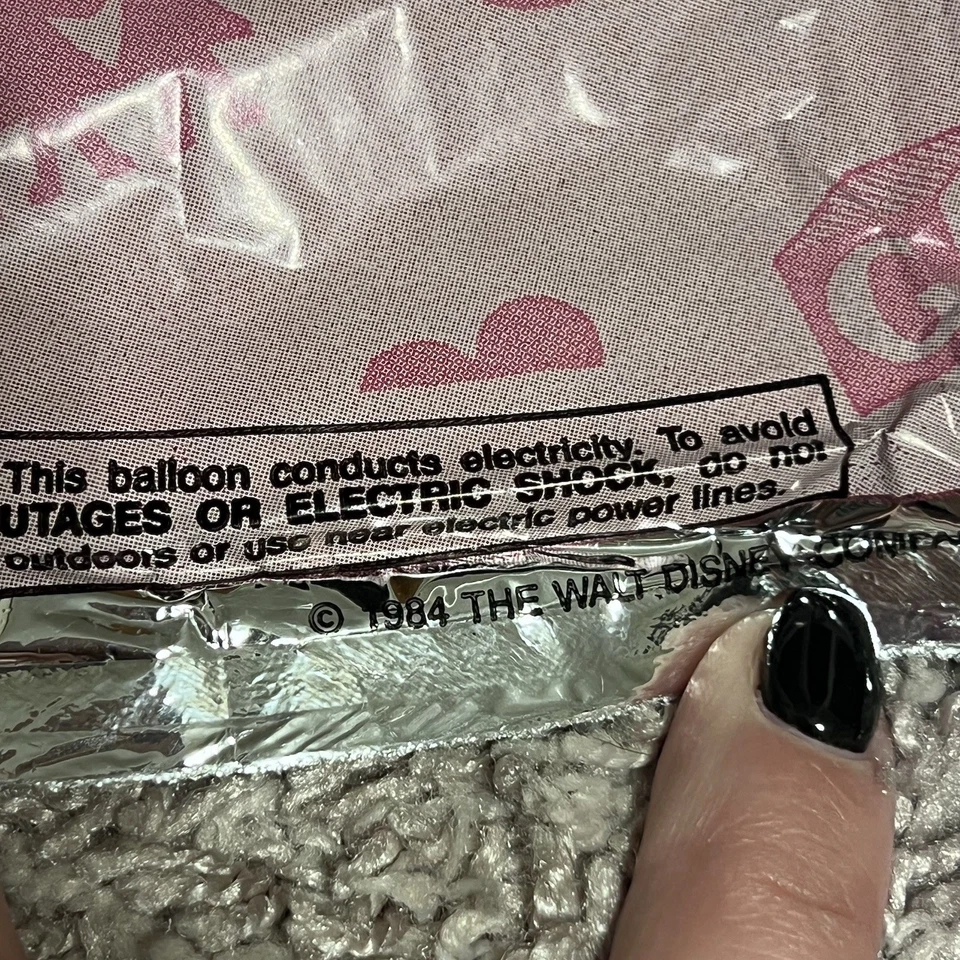 This balloon conducts electricity. To avoid
UTAGES OR ELECTRIC SHOCK, do not
outdoors or use near electric power lines.
© 1984 THE WALT DISNEY COMPA
G